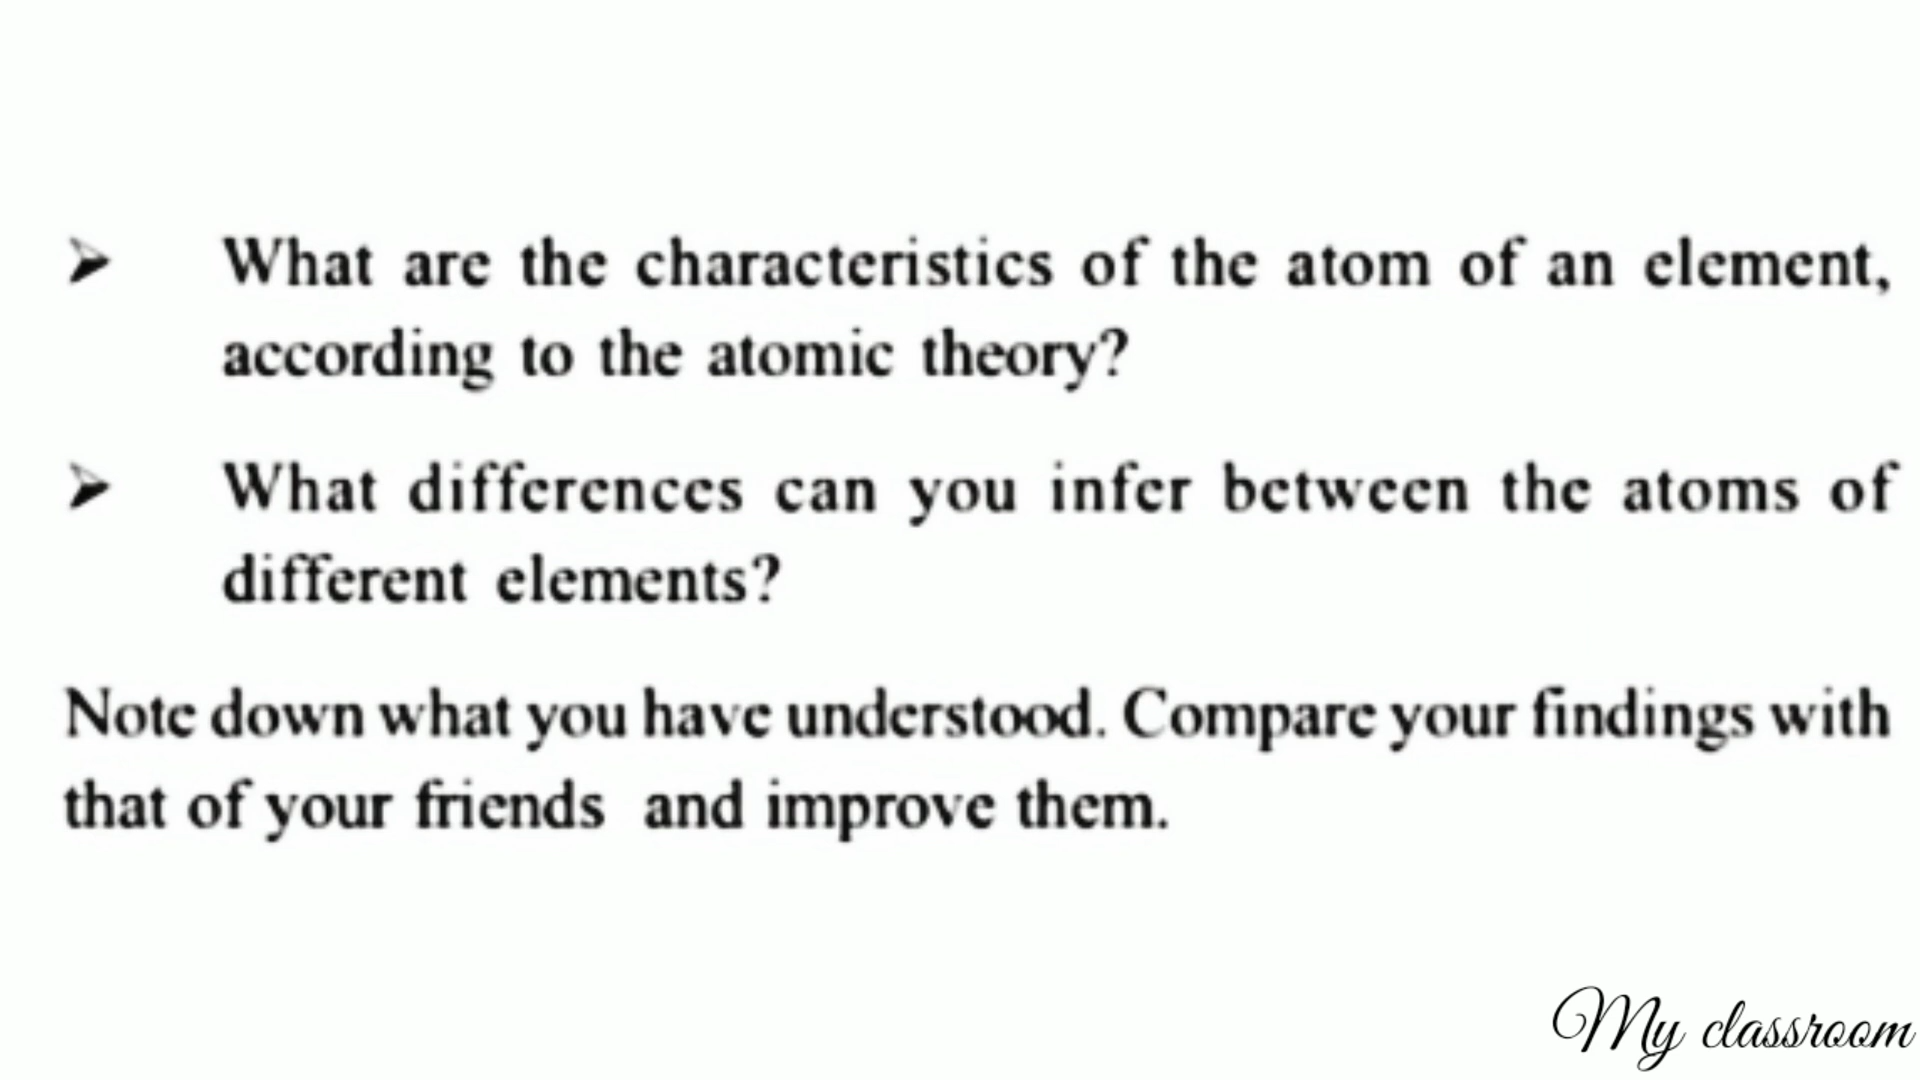 ➢ What are the characteristics of the atom of an element,
according to the atomic theory?
➢ What differences can you infer between the atoms of
different elements?
Note down what you have understood. Compare your findings with
that of your friends and improve them.
My classroom